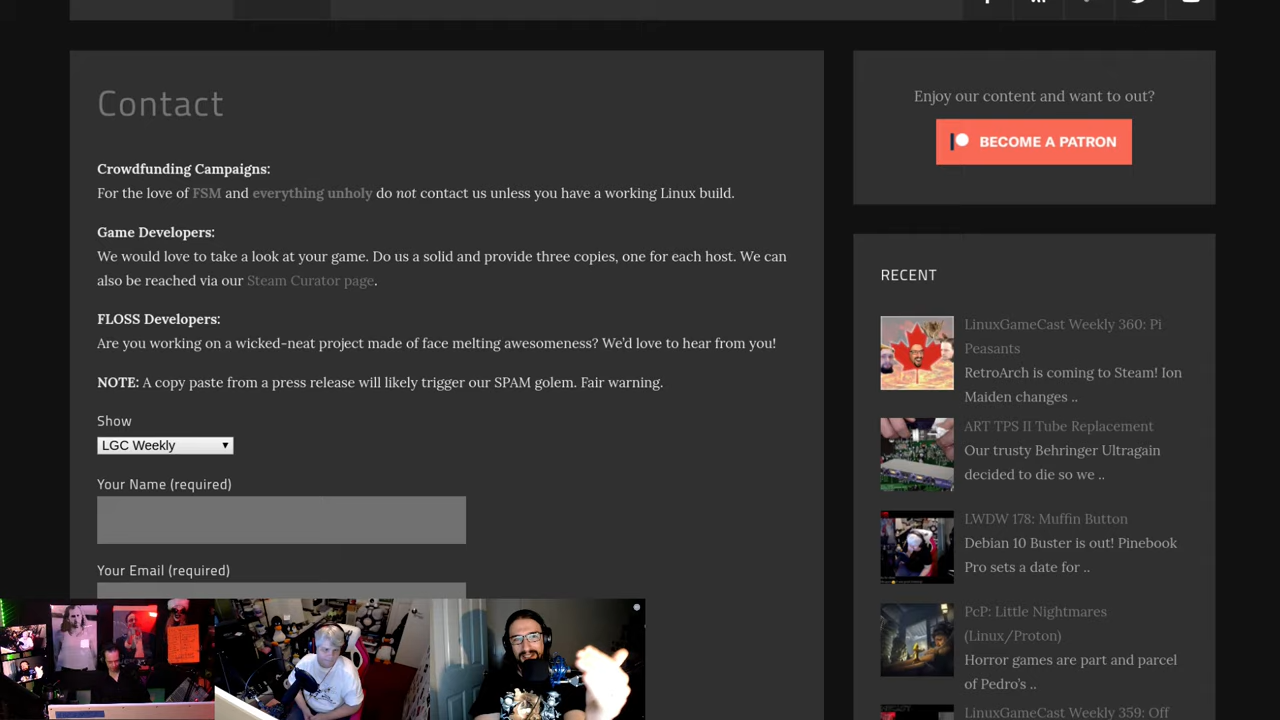 Contact
Crowdfunding Campaigns:
For the love of FSM and everything unholy do not contact us unless you have a working Linux build.
Game Developers:
We would love to take a look at your game. Do us a solid and provide three copies, one for each host. We can
also be reached via our Steam Curator page.
FLOSS Developers:
Are you working on a wicked-neat project made of face melting awesomeness? We'd love to hear from you!
NOTE: A copy paste from a press release will likely trigger our SPAM golem. Fair warning.
Show
LGC Weekly
Your Name (required)
Your Email (required)
Enjoy our content and want to out?
BECOME A PATRON
RECENT
LinuxGameCast Weekly 360: Pi
Peasants
RetroArch is coming to Steam! Ion
Maiden changes ..
ART TPS II Tube Replacement
Our trusty Behringer Ultragain
decided to die so we ..
LWDW 178: Muffin Button
Debian 10 Buster is out! Pinebook
Pro sets a date for ..
PcP: Little Nightmares
(Linux/Proton)
Horror games are part and parcel
of Pedro's ..
LinuxGameCast Weekly 359: Off